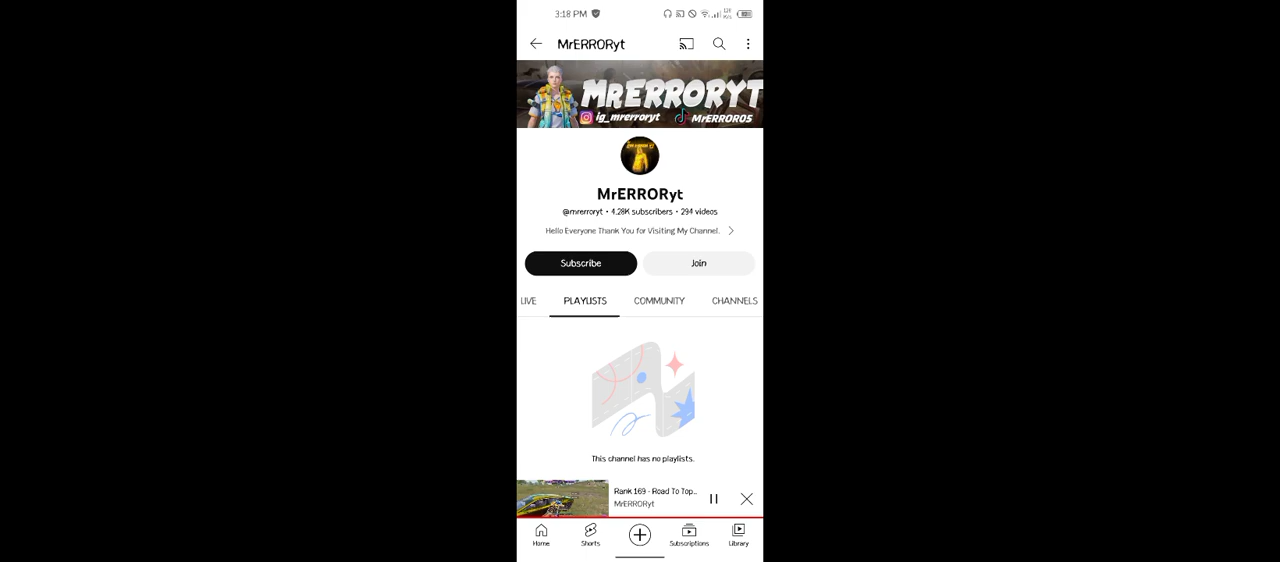 3:18 PM
MrERRORyt
MrERRORYT
ig_mrerroryt MrERROR05
MrERRORyt
@mrerroryt • 4.28K subscribers • 294 videos
Hello Everyone Thank You for Visiting My Channel.
Subscribe Join
LIVE PLAYLISTS COMMUNITY CHANNELS
This channel has no playlists.
Rank 169 - Road To Top...
MrERRORyt
Home Shorts Subscriptions Library